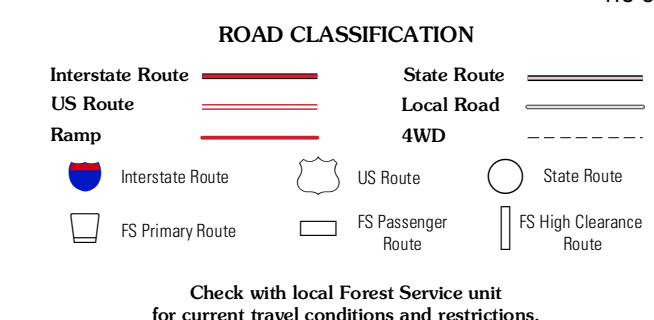 ROAD CLASSIFICATION
Interstate Route
State Route
US Route
Local Road
Ramp
4WD
Interstate Route
US Route
State Route
FS Primary Route
FS Passenger
Route
FS High Clearance
Route
Check with local Forest Service unit
for current travel conditions and restrictions.